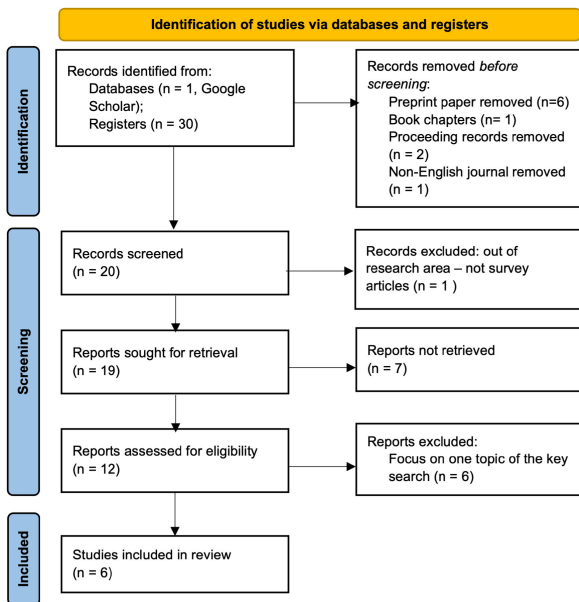 Identification of studies via databases and registers
Identification
Records identified from:
Databases (n = 1, Google
Scholar);
Registers (n = 30)
Records removed before
screening:
Preprint paper removed (n=6)
Book chapters (n= 1)
Proceeding records removed
(n = 2)
Non-English journal removed
(n = 1)
Screening
Records screened
(n = 20)
Records excluded: out of
research area – not survey
articles (n = 1 )
Reports sought for retrieval
(n = 19)
Reports not retrieved
(n = 7)
Reports assessed for eligibility
(n = 12)
Reports excluded:
Focus on one topic of the key
search (n = 6)
Included
Studies included in review
(n = 6)